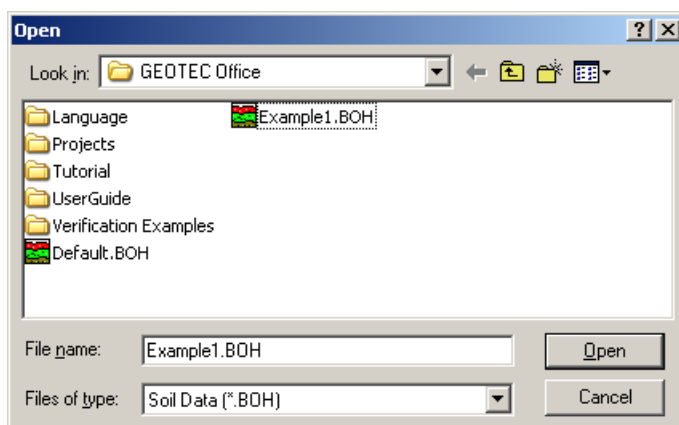 Open
Look in: GEOTEC Office
Language
Projects
Tutorial
UserGuide
Verification Examples
Default.BOH
Example1.BOH
File name: Example1.BOH Open
Files of type: Soil Data (*.BOH) Cancel